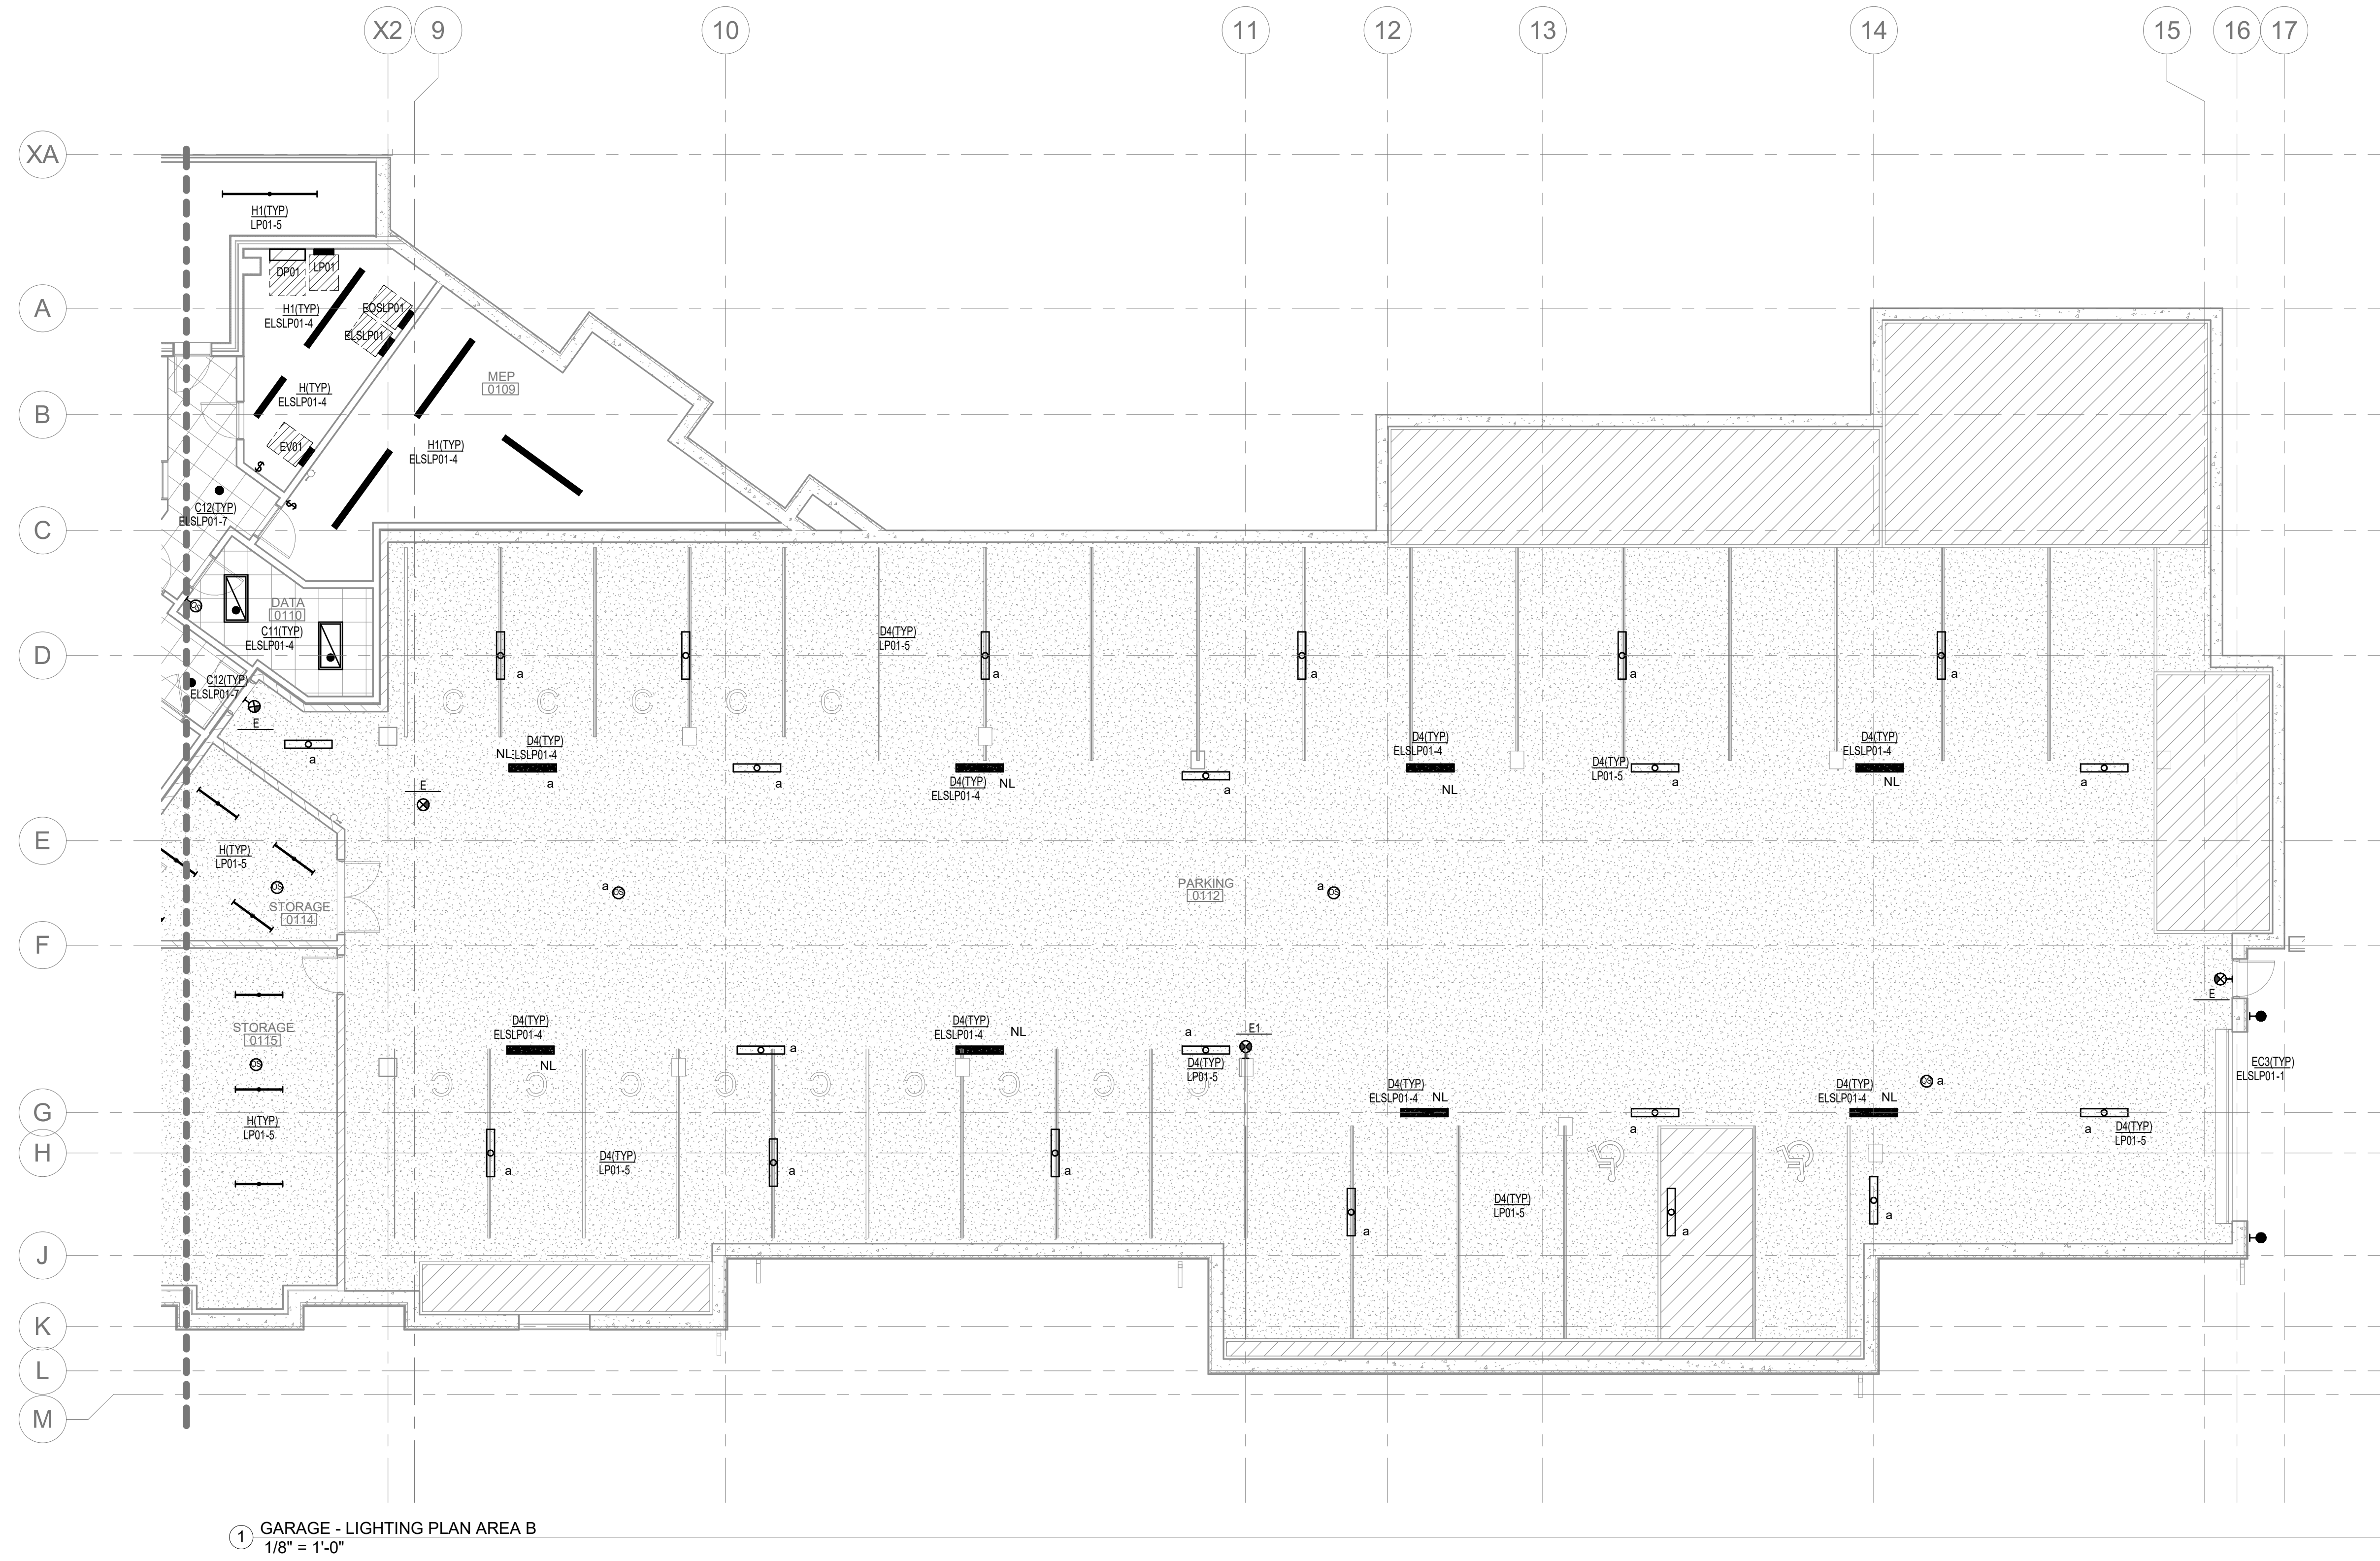 X2
9
10
11
12
13
14
15
16
17
XA
H1(TYP)
LP01-5
DP01
LP01
A
H1(TYP)
ELSLP01-4
EOSLP01
ELSLP01
MEP
0109
H(TYP)
ELSLP01-4
B
EV01
H1(TYP)
ELSLP01-4
$
$
C12(TYP)
ELSLP01-7
C
DATA
0110
OS
C11(TYP)
ELSLP01-4
D4(TYP)
LP01-5
D
C12(TYP)
ELSLP01-7
a
a
a
a
a
C
C
C
C
C
E
D4(TYP)
ELSLP01-4
NL
a
a
a
D4(TYP)
ELSLP01-4
NL
a
D4(TYP)
ELSLP01-4
NL
D4(TYP)
LP01-5
a
D4(TYP)
ELSLP01-4
NL
a
E
E
H(TYP)
LP01-5
OS
STORAGE
0114
a
OS
PARKING
0112
a
OS
F
E
STORAGE
0115
OS
D4(TYP)
ELSLP01-4
NL
a
D4(TYP)
ELSLP01-4
NL
a
D4(TYP)
LP01-5
E1
EC3(TYP)
ELSLP01-1
C
C
C
C
C
C
C
C
C
D4(TYP)
ELSLP01-4
NL
D4(TYP)
ELSLP01-4
NL
OS
a
G
H(TYP)
LP01-5
a
a
D4(TYP)
LP01-5
H
D4(TYP)
LP01-5
a
a
a
D4(TYP)
LP01-5
a
a
a
J
K
L
M
1
GARAGE - LIGHTING PLAN AREA B
1/8" = 1'-0"